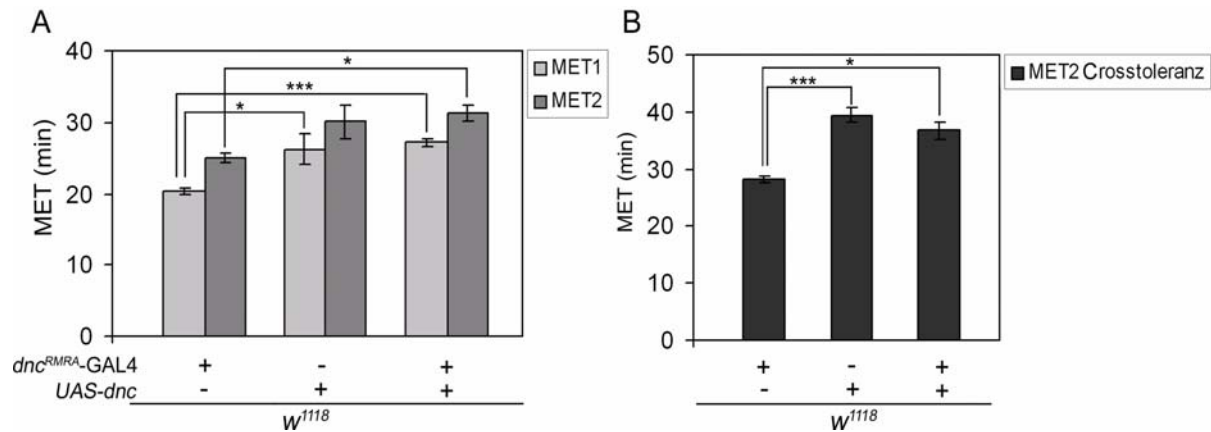 A
MET (min)
40
30
20
10
0
*
***
*
MET1
MET2
dnc^RMRA-GAL4 + - +
UAS-dnc - + +
w^1118
B
MET (min)
50
40
30
20
10
0
*
***
MET2 Crosstoleranz
+ - +
- + +
w^1118